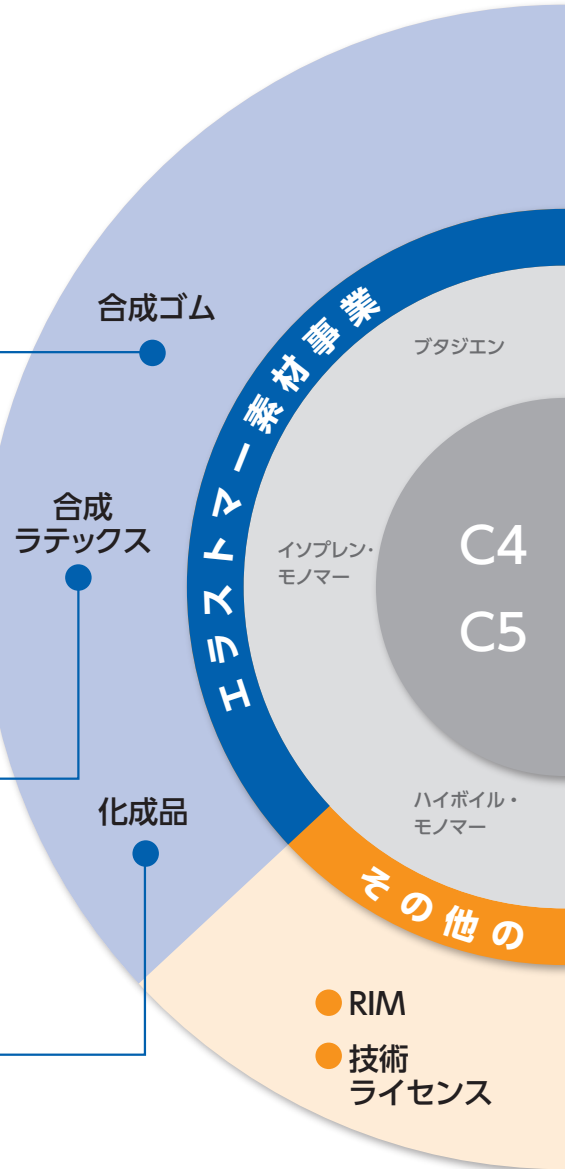 合成ゴム
合成
ラテックス
化成品
エラストマー素材事業
ブタジエン
イソプレン・
モノマー
ハイボイル・
モノマー
C4
C5
その他の
RIM
技術
ライセンス